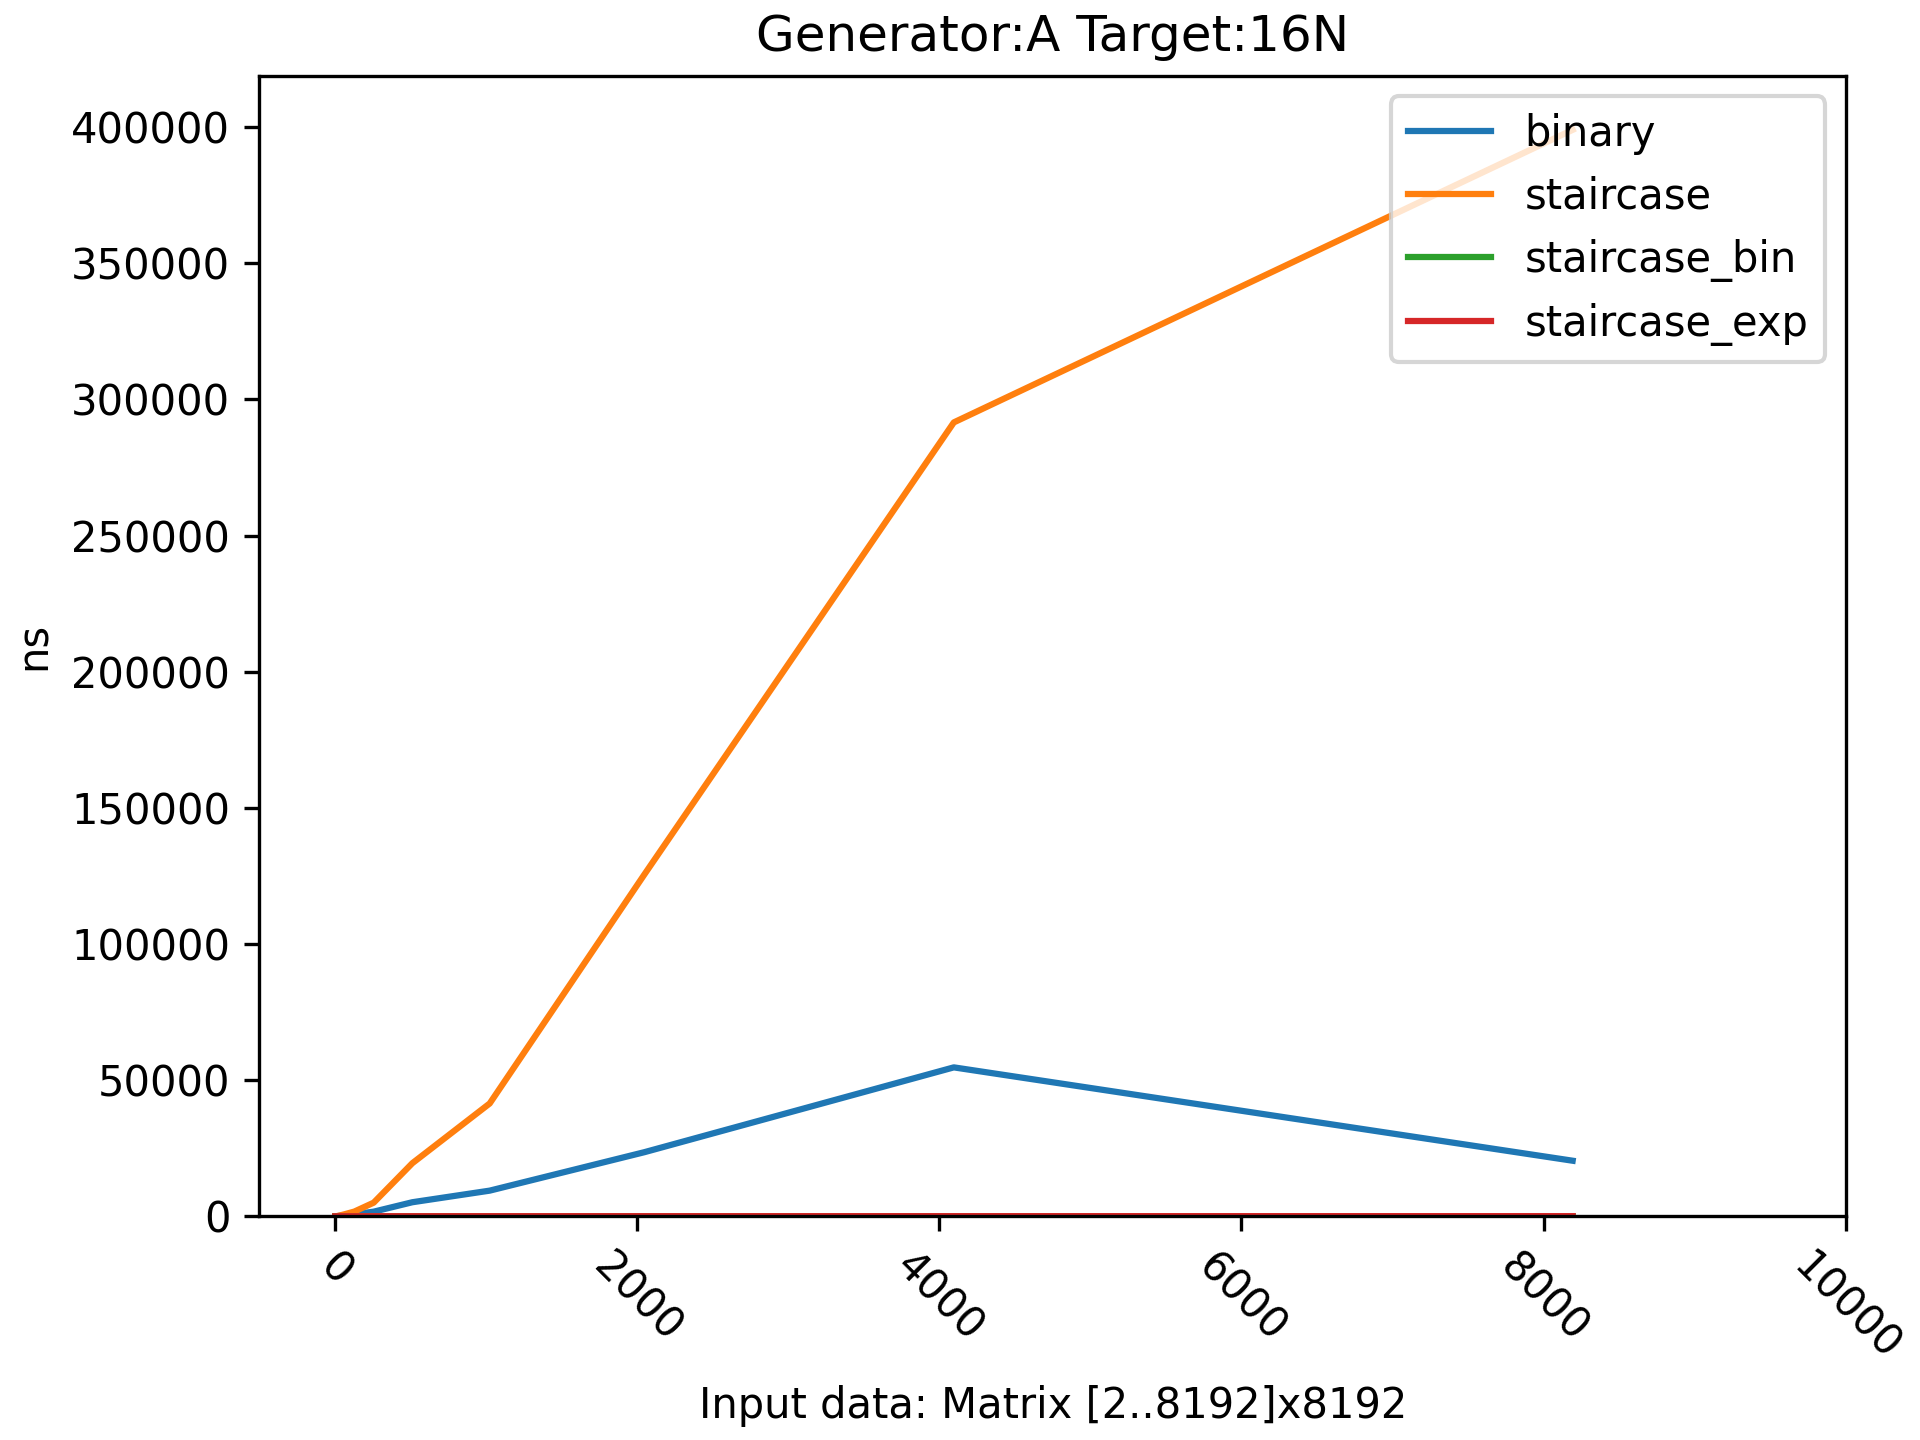 Generator:A Target:16N
400000
350000
300000
250000
200000
150000
100000
50000
0
ns
binary
staircase
staircase_bin
staircase_exp
0
2000
4000
6000
8000
10000
Input data: Matrix [2..8192]x8192